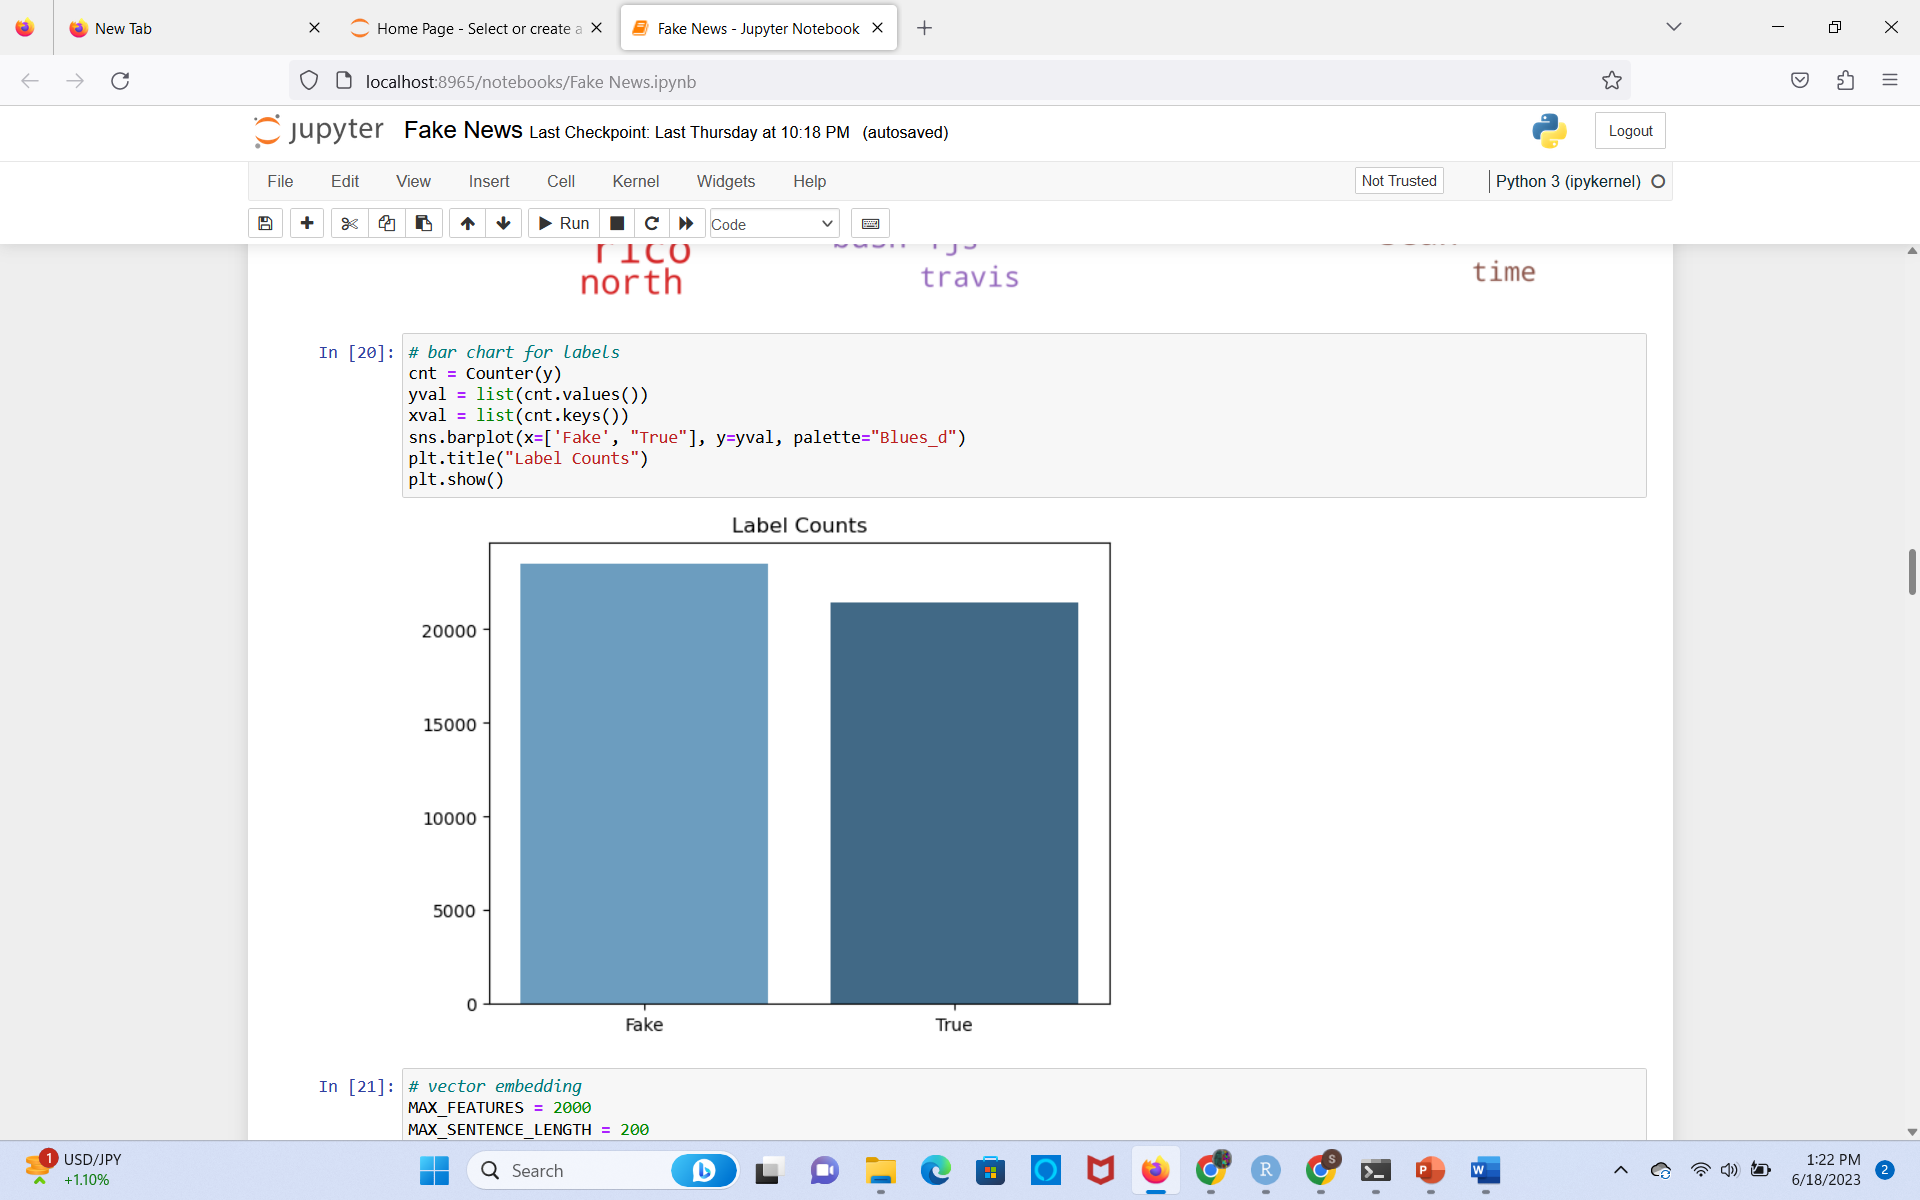 New Tab
Home Page - Select or create a
Fake News - Jupyter Notebook
localhost:8965/notebooks/Fake News.ipynb
jupyter Fake News Last Checkpoint: Last Thursday at 10:18 PM (autosaved)
Logout
File Edit View Insert Cell Kernel Widgets Help
Not Trusted
Python 3 (ipykernel)
Run
Code
rico
north
travis
time
In [20]:
# bar chart for labels
cnt = Counter(y)
yval = list(cnt.values())
xval = list(cnt.keys())
sns.barplot(x=['Fake', "True"], y=yval, palette="Blues_d")
plt.title("Label Counts")
plt.show()
Label Counts
20000
15000
10000
5000
0
Fake True
In [21]:
# vector embedding
MAX_FEATURES = 2000
MAX_SENTENCE_LENGTH = 200
1
USD/JPY
+1.10%
Search
b
R
S
P
W
1:22 PM
6/18/2023
2